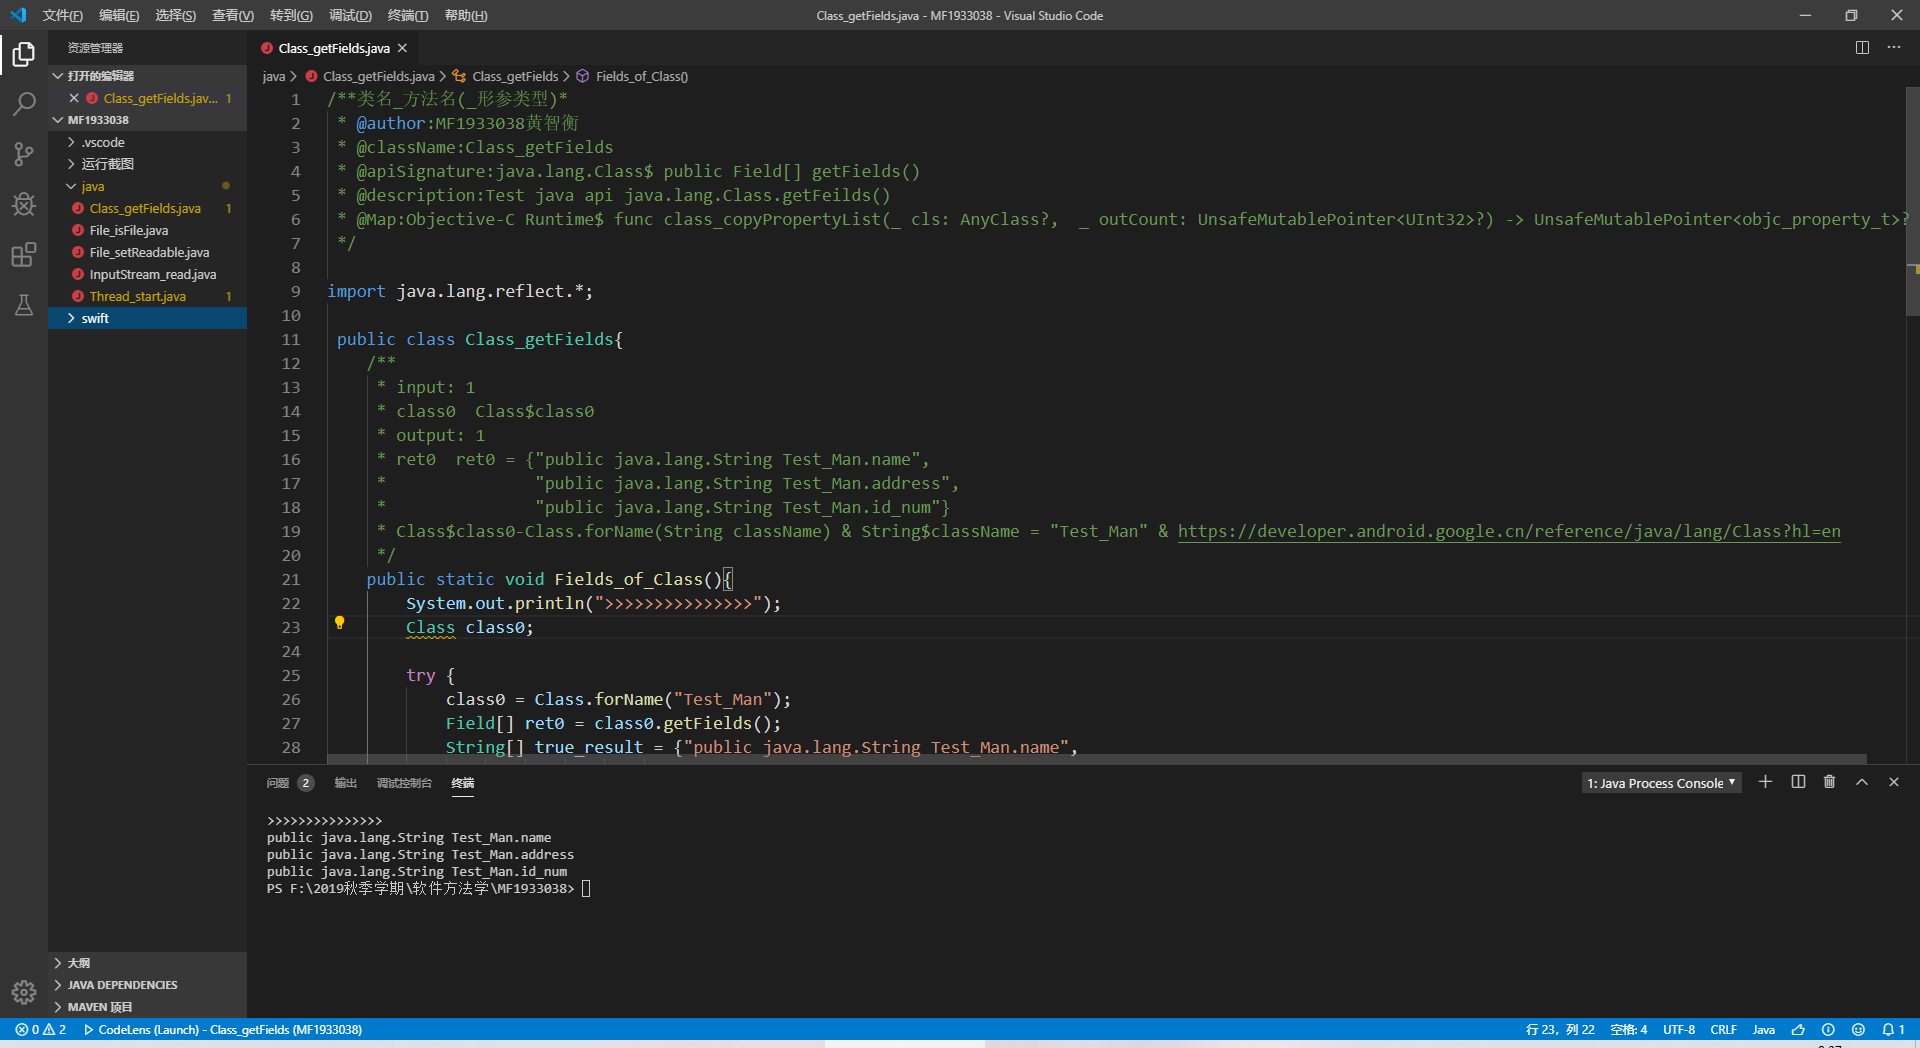 文件(F) 编辑(E) 选择(S) 查看(V) 转到(G) 调试(D) 终端(T) 帮助(H) Class_getFields.java - MF1933038 - Visual Studio Code
资源管理器
打开的编辑器
Class_getFields.jav... 1
MF1933038
.vscode
运行截图
java
Class_getFields.java 1
File_isFile.java
File_setReadable.java
InputStream_read.java
Thread_start.java 1
swift
大纲
JAVA DEPENDENCIES
MAVEN 项目
Class_getFields.java
java > Class_getFields.java > Class_getFields > Fields_of_Class()
1 /**类名_方法名(_形参类型)*
2 * @author:MF1933038黄智衡
3 * @className:Class_getFields
4 * @apiSignature:java.lang.Class$ public Field[] getFields()
5 * @description:Test java api java.lang.Class.getFeilds()
6 * @Map:Objective-C Runtime$ func class_copyPropertyList(_ cls: AnyClass?,  _ outCount: UnsafeMutablePointer<UInt32>?) -> UnsafeMutablePointer<objc_property_t>?
7 */
8
9 import java.lang.reflect.*;
10
11 public class Class_getFields{
12 /**
13 * input: 1
14 * class0  Class$class0
15 * output: 1
16 * ret0  ret0 = {"public java.lang.String Test_Man.name",
17 *               "public java.lang.String Test_Man.address",
18 *               "public java.lang.String Test_Man.id_num"}
19 * Class$class0-Class.forName(String className) & String$className = "Test_Man" & https://developer.android.google.cn/reference/java/lang/Class?hl=en
20 */
21 public static void Fields_of_Class(){
22 System.out.println(">>>>>>>>>>>>>>>");
23 Class class0;
24
25 try {
26 class0 = Class.forName("Test_Man");
27 Field[] ret0 = class0.getFields();
28 String[] true_result = {"public java.lang.String Test_Man.name",
问题 2 输出 调试控制台 终端 1: Java Process Console
>>>>>>>>>>>>>>>
public java.lang.String Test_Man.name
public java.lang.String Test_Man.address
public java.lang.String Test_Man.id_num
PS F:\2019秋季学期\软件方法学\MF1933038>
0 2 CodeLens (Launch) - Class_getFields (MF1933038) 行 23，列 22 空格: 4 UTF-8 CRLF Java 1